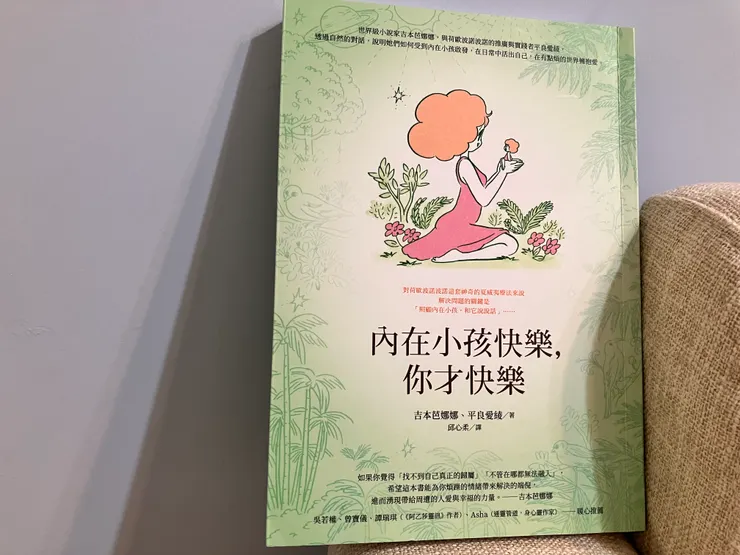 世界級小說家吉本芭娜娜、與荷歐波諾波諾的推廣與實踐者平良愛綾,
透過自然的對話,說明她們如何受到內在小孩啟發,在日常中活出自己,在有點煩的世界擁抱愛。
對荷歐波諾波諾這套神奇的夏威夷療法來說
解決問題的關鍵是
「照顧內在小孩,和它說說話」——
內在小孩快樂,
你才快樂
吉本芭娜娜、平良愛綾/著
邱心柔/譯
如果你覺得「找不到自己真正的歸屬」「不管在哪都無法融入」,
希望這本書能為你煩躁的情緒帶來解決的端倪,
進而湧現帶給周遭的人愛與幸福的力量。——吉本芭娜娜
吳若權、曾寶儀、譚瑞琪(《阿乙莎靈訊》作者)、Asha(通靈管道,身心靈作家) ——暖心推薦